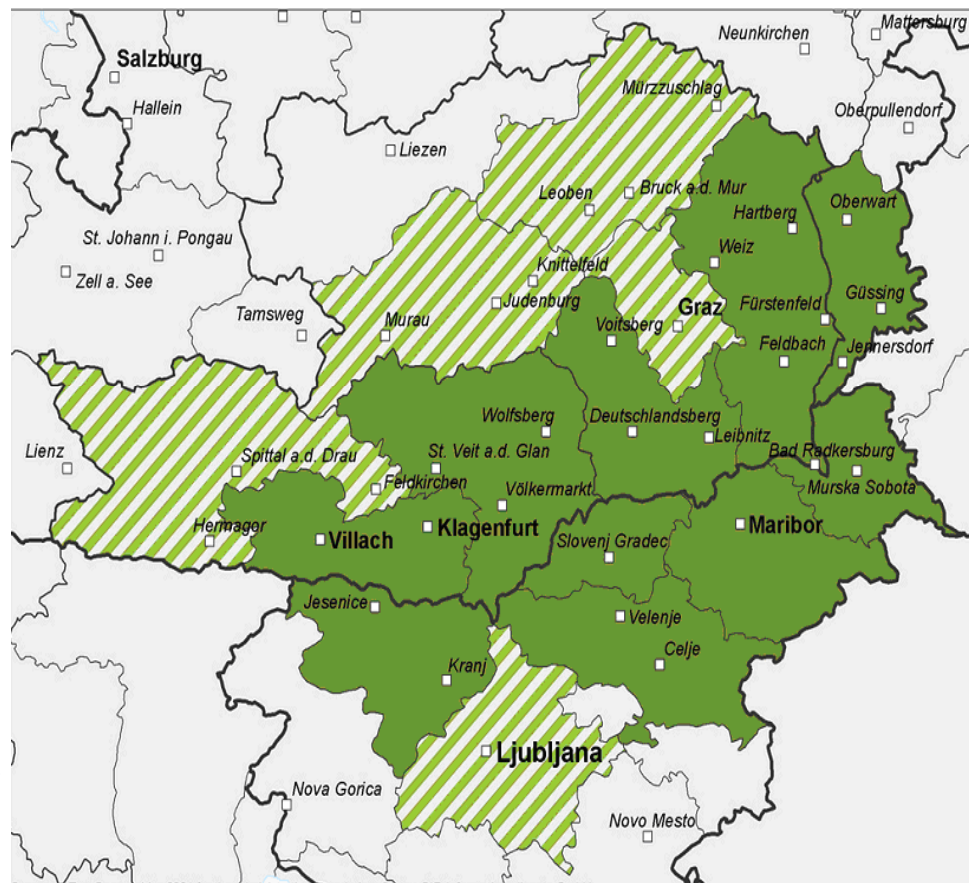 Mattersburg
Neunkirchen
Salzburg
Mürzzuschlag
Hallein
Oberpullendorf
Liezen
Leoben
Bruck a.d. Mur
Hartberg
Oberwart
St. Johann i. Pongau
Weiz
Zell a. See
Knittelfeld
Judenburg
Graz
Fürstenfeld
Güssing
Tamsweg
Murau
Voitsberg
Feldbach
Jennersdorf
Wolfsberg
Deutschlandsberg
Leibnitz
Lienz
Spittal a.d. Drau
St. Veit a.d. Glan
Bad Radkersburg
Feldkirchen
Völkermarkt
Murska Sobota
Hermagor
Villach
Klagenfurt
Slovenj Gradec
Maribor
Jesenice
Velenje
Kranj
Celje
Ljubljana
Nova Gorica
Novo Mesto